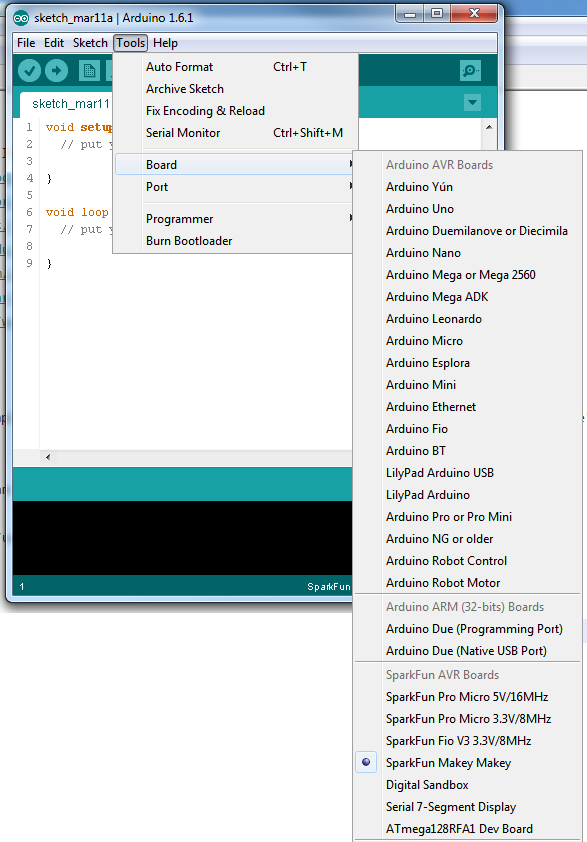 sketch_mar11a | Arduino 1.6.1
File Edit Sketch Tools Help
sketch_mar11
1 void setup
2 // put y
3
4 }
5
6 void loop
7 // put y
8
9 }
Auto Format Ctrl+T
Archive Sketch
Fix Encoding & Reload
Serial Monitor Ctrl+Shift+M
Board
Port
Programmer
Burn Bootloader
Arduino AVR Boards
Arduino Yún
Arduino Uno
Arduino Duemilanove or Diecimila
Arduino Nano
Arduino Mega or Mega 2560
Arduino Mega ADK
Arduino Leonardo
Arduino Micro
Arduino Esplora
Arduino Mini
Arduino Ethernet
Arduino Fio
Arduino BT
LilyPad Arduino USB
LilyPad Arduino
Arduino Pro or Pro Mini
Arduino NG or older
Arduino Robot Control
Arduino Robot Motor
Arduino ARM (32-bits) Boards
Arduino Due (Programming Port)
Arduino Due (Native USB Port)
SparkFun AVR Boards
SparkFun Pro Micro 5V/16MHz
SparkFun Pro Micro 3.3V/8MHz
SparkFun Fio V3 3.3V/8MHz
SparkFun Makey Makey
Digital Sandbox
Serial 7-Segment Display
ATmega128RFA1 Dev Board
1 SparkFun